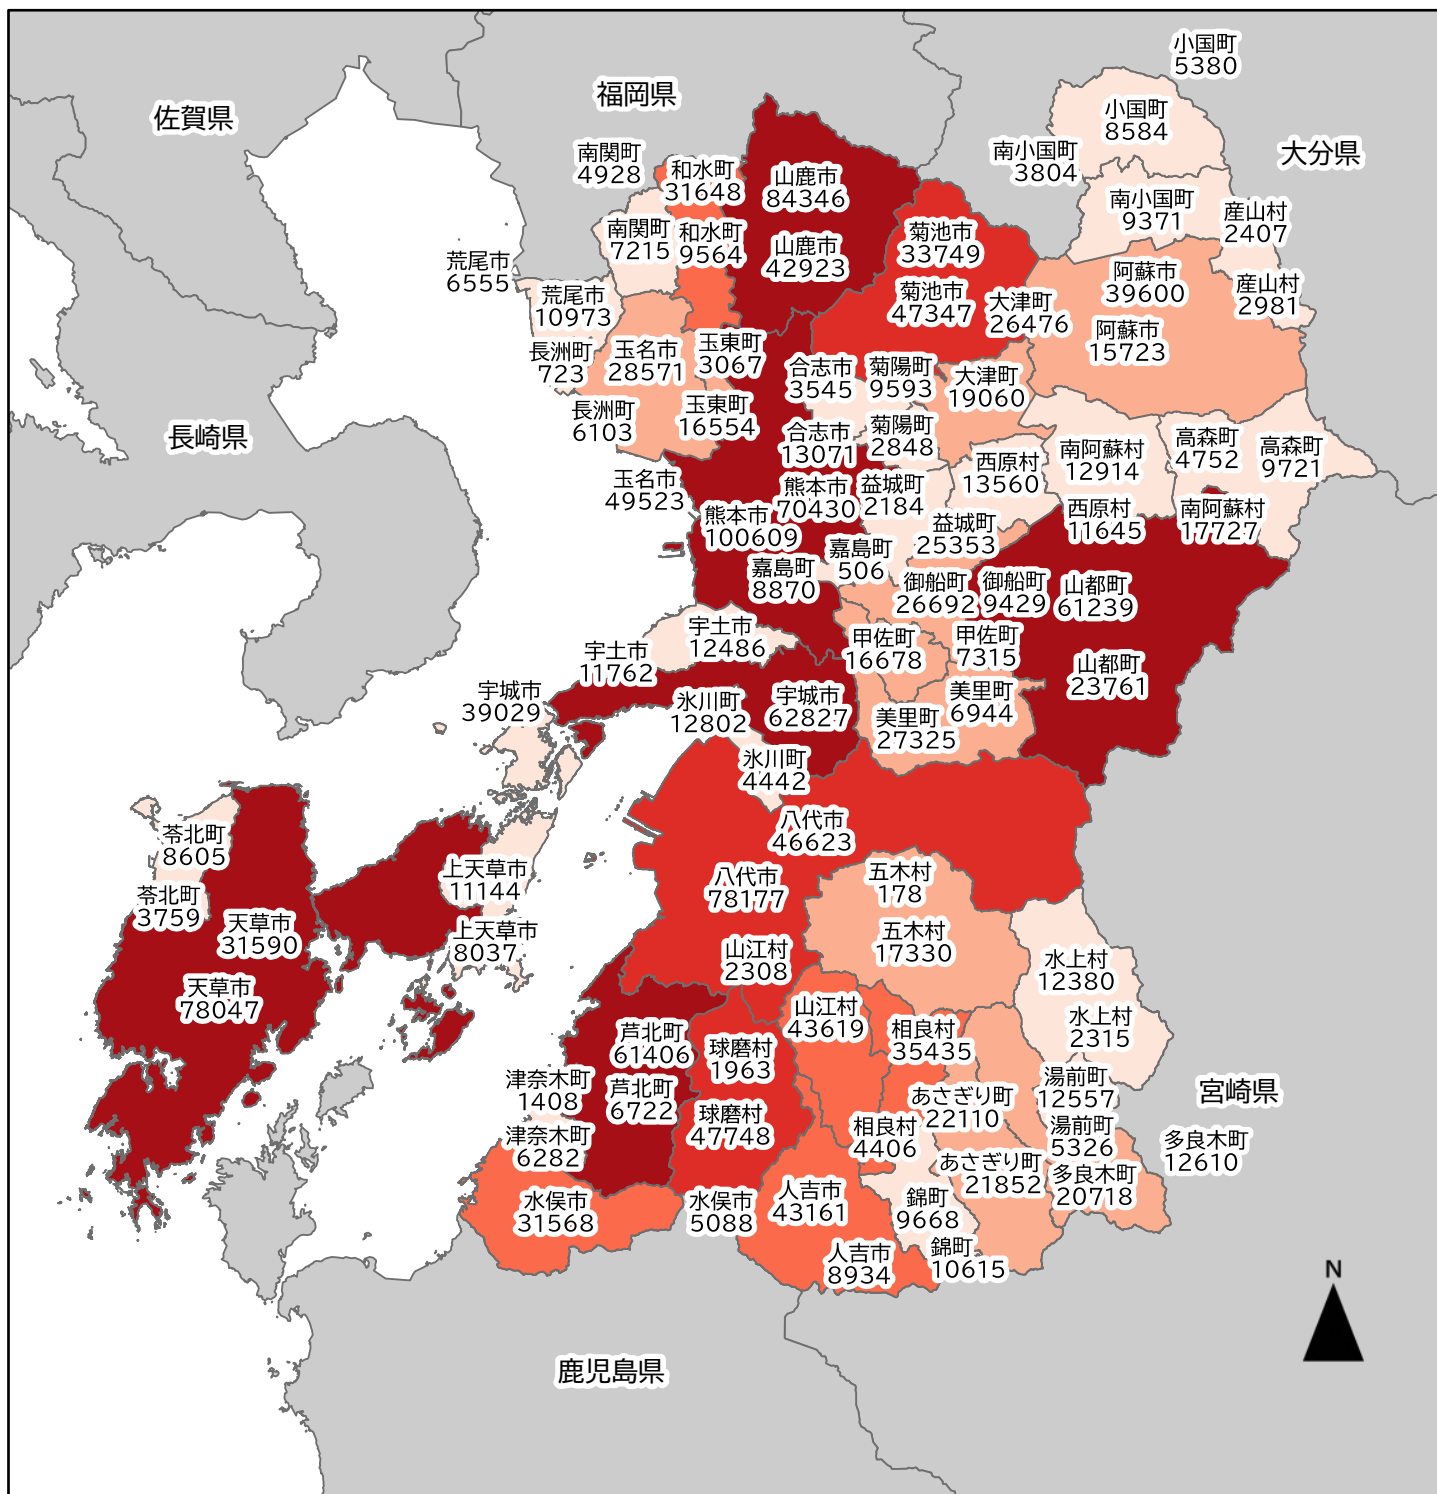 小国町
5380
福岡県
佐賀県
小国町
8584
大分県
南小国町
3804
南関町
4928
和水町
31648
山鹿市
84346
南小国町
9371
産山村
2407
南関町
7215
和水町
9564
山鹿市
42923
菊池市
33749
荒尾市
6555
阿蘇市
39600
産山村
2981
荒尾市
10973
菊池市
47347
大津町
26476
阿蘇市
15723
長洲町
723
玉名市
28571
玉東町
3067
合志市
3545
菊陽町
9593
大津町
19060
長洲町
6103
玉東町
16554
合志市
13071
菊陽町
2848
長崎県
西原村
13560
南阿蘇村
12914
高森町
4752
高森町
9721
玉名市
49523
熊本市
70430
益城町
2184
熊本市
100609
益城町
25353
西原村
11645
南阿蘇村
17727
嘉島町
506
嘉島町
8870
御船町
26692
御船町
9429
山都町
61239
宇土市
12486
宇土市
11762
甲佐町
16678
甲佐町
7315
山都町
23761
宇城市
39029
氷川町
12802
宇城市
62827
美里町
27325
美里町
6944
氷川町
4442
苓北町
8605
八代市
46623
上天草市
11144
八代市
78177
五木村
178
苓北町
3759
天草市
31590
上天草市
8037
山江村
2308
五木村
17330
水上村
12380
天草市
78047
山江村
43619
相良村
35435
水上村
2315
芦北町
61406
球磨村
1963
津奈木町
1408
芦北町
6722
湯前町
12557
宮崎県
あさぎり町
22110
球磨村
47748
相良村
4406
湯前町
5326
津奈木町
6282
多良木町
12610
あさぎり町
21852
多良木町
20718
水俣市
31568
水俣市
5088
人吉市
43161
錦町
9668
人吉市
8934
錦町
10615
N
鹿児島県